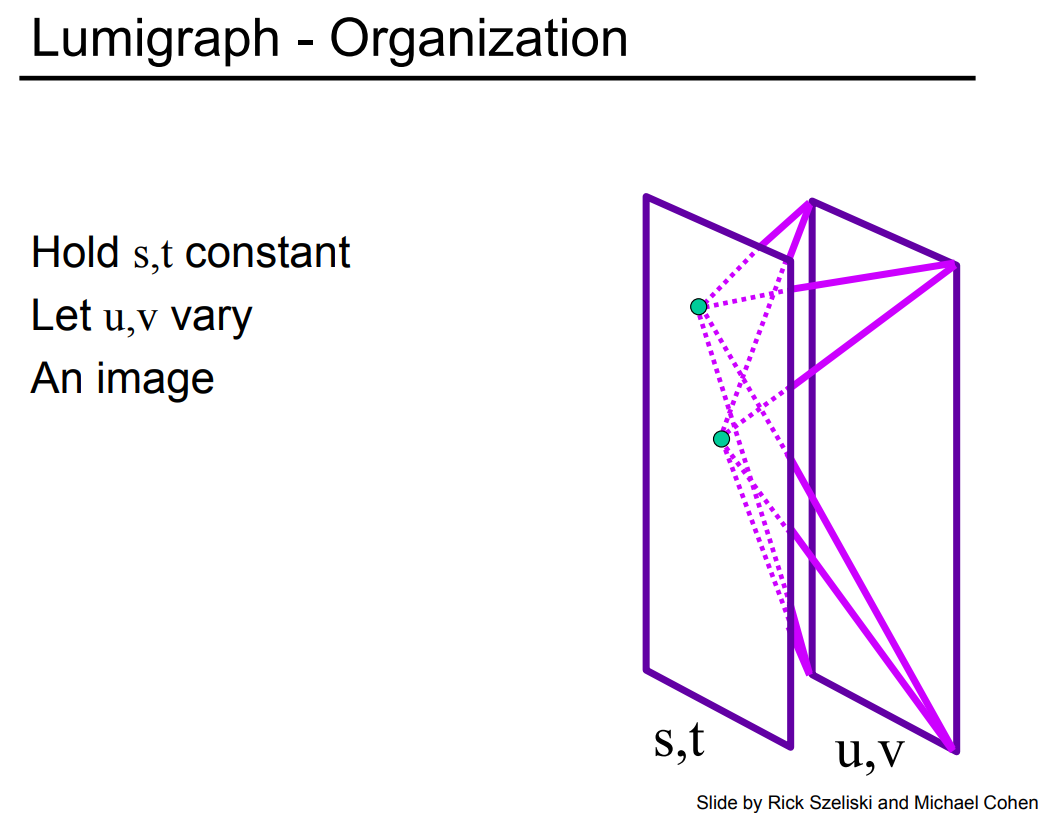 Lumigraph - Organization
Hold s,t constant
Let u,v vary
An image
s,t
u,v
Slide by Rick Szeliski and Michael Cohen